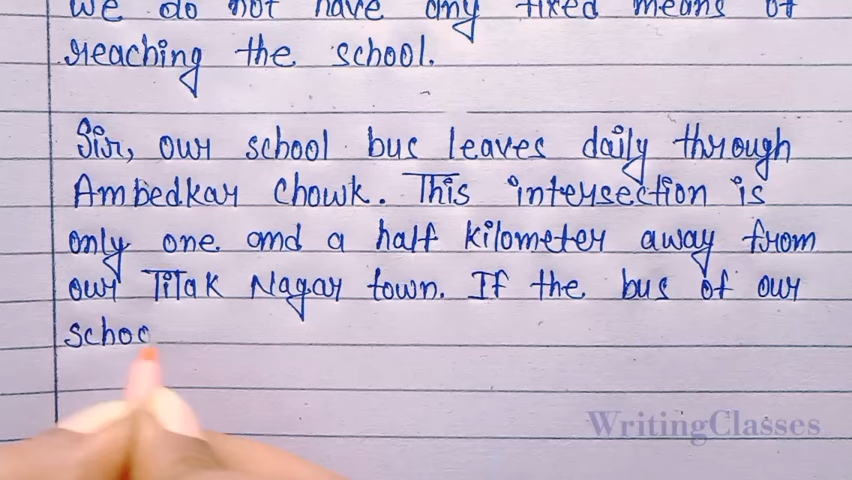 we do not have any fixed means of
reaching the school.
Sir, our school bus leaves daily through
Ambedkar Chowk. This intersection is
only one and a half kilometer away from
our Tilak Nagar town. If the bus of our
schoo
WritingClasses